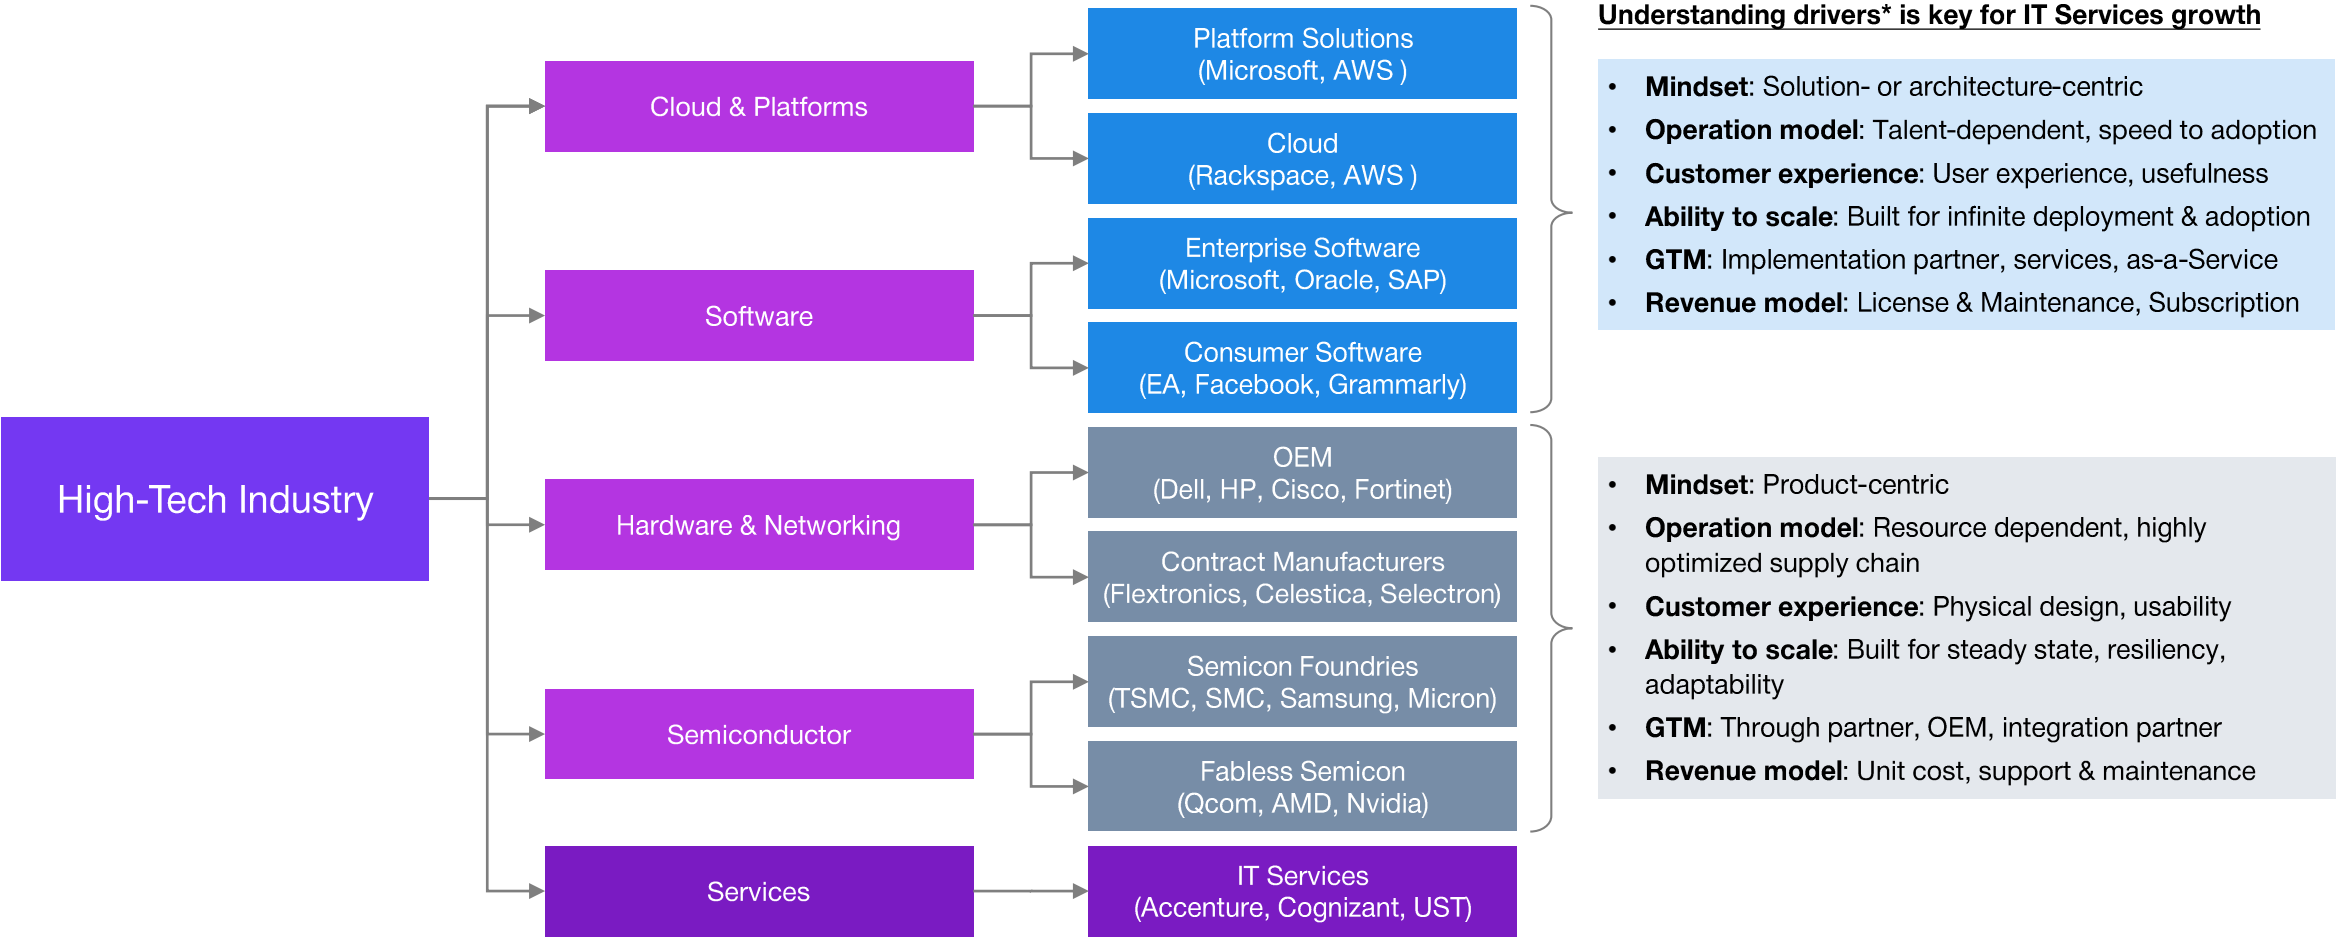 Understanding drivers* is key for IT Services growth
High-Tech Industry
Cloud & Platforms
Platform Solutions
(Microsoft, AWS )
Cloud
(Rackspace, AWS )
Software
Enterprise Software
(Microsoft, Oracle, SAP)
Consumer Software
(EA, Facebook, Grammarly)
• Mindset: Solution- or architecture-centric
• Operation model: Talent-dependent, speed to adoption
• Customer experience: User experience, usefulness
• Ability to scale: Built for infinite deployment & adoption
• GTM: Implementation partner, services, as-a-Service
• Revenue model: License & Maintenance, Subscription
Hardware & Networking
OEM
(Dell, HP, Cisco, Fortinet)
Contract Manufacturers
(Flextronics, Celestica, Selectron)
Semiconductor
Semicon Foundries
(TSMC, SMC, Samsung, Micron)
Fabless Semicon
(Qcom, AMD, Nvidia)
• Mindset: Product-centric
• Operation model: Resource dependent, highly
optimized supply chain
• Customer experience: Physical design, usability
• Ability to scale: Built for steady state, resiliency,
adaptability
• GTM: Through partner, OEM, integration partner
• Revenue model: Unit cost, support & maintenance
Services
IT Services
(Accenture, Cognizant, UST)